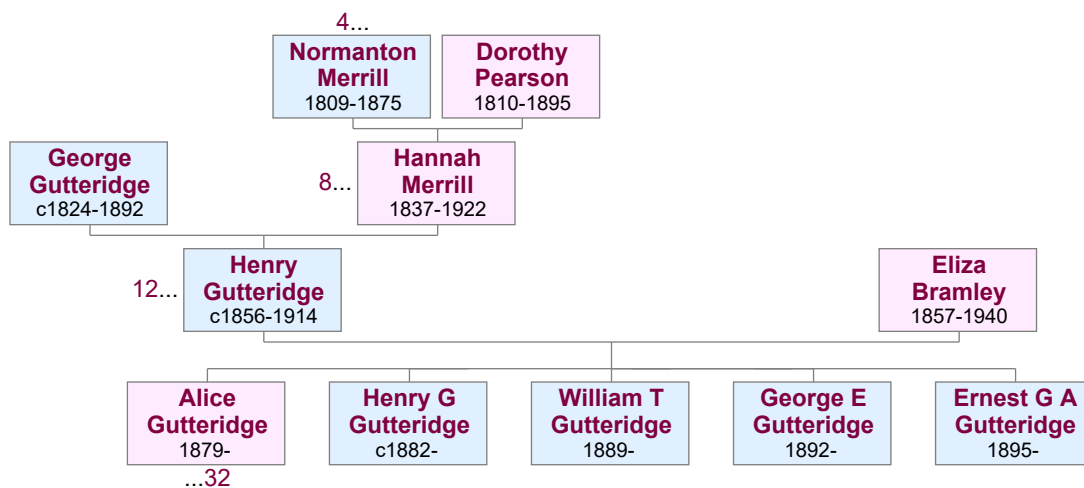 4...
Normanton
Merrill
1809-1875
Dorothy
Pearson
1810-1895
George
Gutteridge
c1824-1892
8...
Hannah
Merrill
1837-1922
12...
Henry
Gutteridge
c1856-1914
Eliza
Bramley
1857-1940
Alice
Gutteridge
1879-
...32
Henry G
Gutteridge
c1882-
William T
Gutteridge
1889-
George E
Gutteridge
1892-
Ernest G A
Gutteridge
1895-